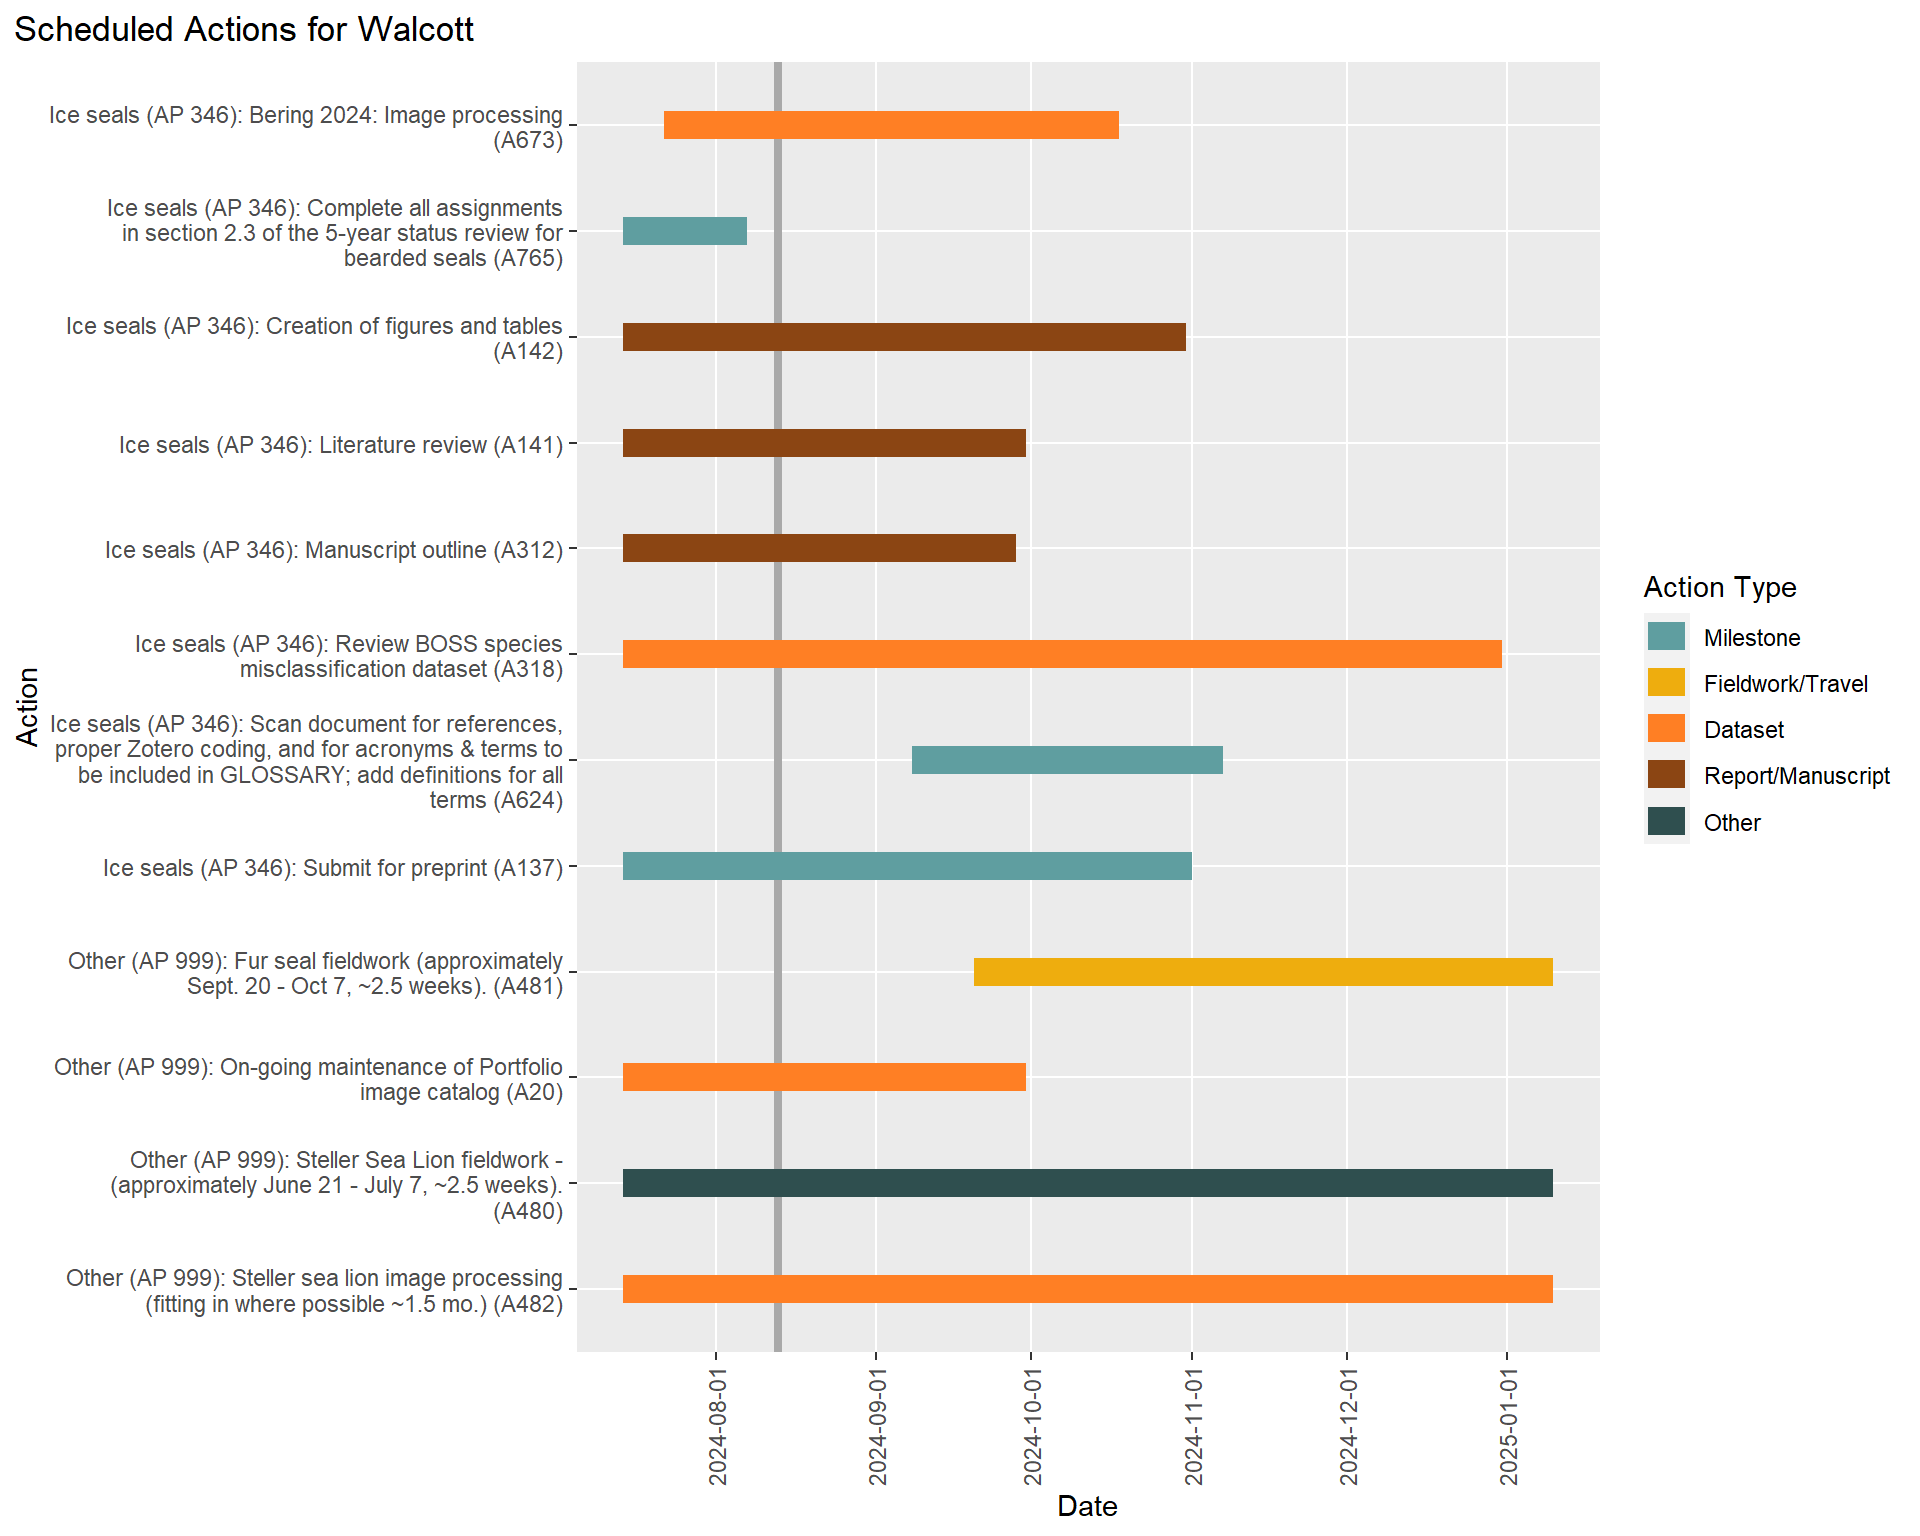 Scheduled Actions for Walcott
Ice seals (AP 346): Bering 2024: Image processing
(A673)
Ice seals (AP 346): Complete all assignments
in section 2.3 of the 5-year status review for
bearded seals (A765)
Ice seals (AP 346): Creation of figures and tables
(A142)
Ice seals (AP 346): Literature review (A141)
Ice seals (AP 346): Manuscript outline (A312)
Ice seals (AP 346): Review BOSS species
misclassification dataset (A318)
Ice seals (AP 346): Scan document for references,
proper Zotero coding, and for acronyms & terms to
be included in GLOSSARY; add definitions for all
terms (A624)
Ice seals (AP 346): Submit for preprint (A137)
Other (AP 999): Fur seal fieldwork (approximately
Sept. 20 - Oct 7, ~2.5 weeks). (A481)
Other (AP 999): On-going maintenance of Portfolio
image catalog (A20)
Other (AP 999): Steller Sea Lion fieldwork -
(approximately June 21 - July 7, ~2.5 weeks).
(A480)
Other (AP 999): Steller sea lion image processing
(fitting in where possible ~1.5 mo.) (A482)
Action
2024-08-01
2024-09-01
2024-10-01
2024-11-01
2024-12-01
2025-01-01
Date
Action Type
Milestone
Fieldwork/Travel
Dataset
Report/Manuscript
Other